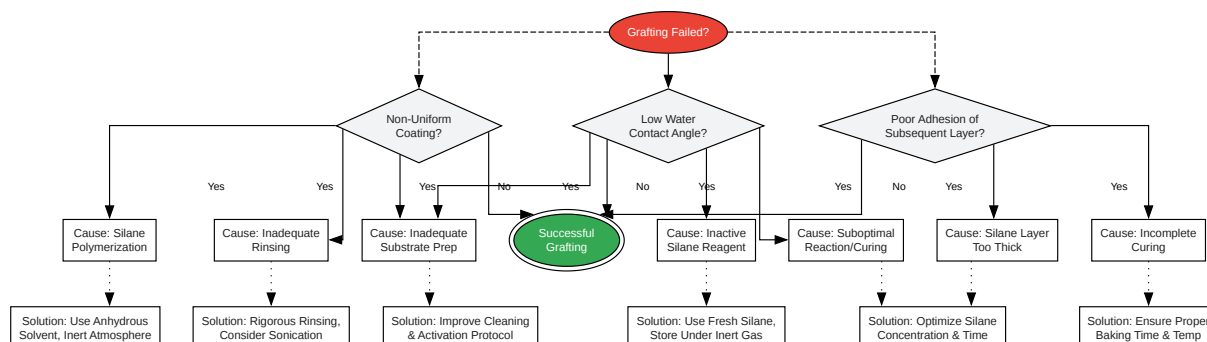 Grafting Failed?
Non-Uniform
Coating?
Low Water
Contact Angle?
Poor Adhesion of
Subsequent Layer?
Yes
Yes
Yes
No
Yes
No
Yes
Yes
No
Yes
Yes
Cause: Silane
Polymerization
Cause: Inadequate
Rinsing
Cause: Inadequate
Substrate Prep
Successful
Grafting
Cause: Inactive
Silane Reagent
Cause: Suboptimal
Reaction/Curing
Cause: Silane Layer
Too Thick
Cause: Incomplete
Curing
Solution: Use Anhydrous
Solvent, Inert Atmosphere
Solution: Rigorous Rinsing,
Consider Sonication
Solution: Improve Cleaning
& Activation Protocol
Solution: Use Fresh Silane,
Store Under Inert Gas
Solution: Optimize Silane
Concentration & Time
Solution: Ensure Proper
Baking Time & Temp